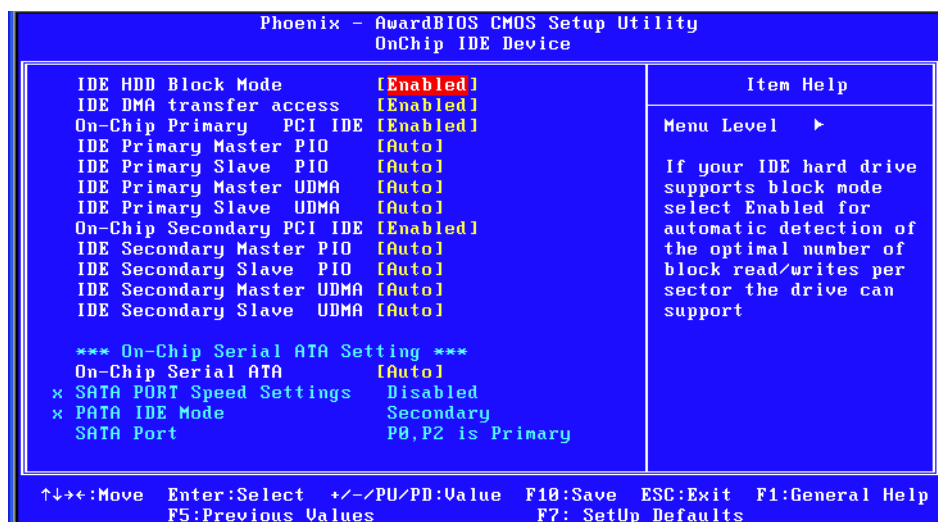 Phoenix - AwardBIOS CMOS Setup Utility
OnChip IDE Device
IDE HDD Block Mode [Enabled]
IDE DMA transfer access [Enabled]
On-Chip Primary PCI IDE [Enabled]
IDE Primary Master PIO [Auto]
IDE Primary Slave PIO [Auto]
IDE Primary Master UDMA [Auto]
IDE Primary Slave UDMA [Auto]
On-Chip Secondary PCI IDE [Enabled]
IDE Secondary Master PIO [Auto]
IDE Secondary Slave PIO [Auto]
IDE Secondary Master UDMA [Auto]
IDE Secondary Slave UDMA [Auto]
*** On-Chip Serial ATA Setting ***
On-Chip Serial ATA [Auto]
x SATA PORT Speed Settings Disabled
x PATA IDE Mode Secondary
SATA Port P0,P2 is Primary
Item Help
Menu Level ►
If your IDE hard drive
supports block mode
select Enabled for
automatic detection of
the optimal number of
block read/writes per
sector the drive can
support
↑↓→←:Move Enter:Select +/-/PU/PD:Value F10:Save ESC:Exit F1:General Help
F5:Previous Values F7: SetUp Defaults